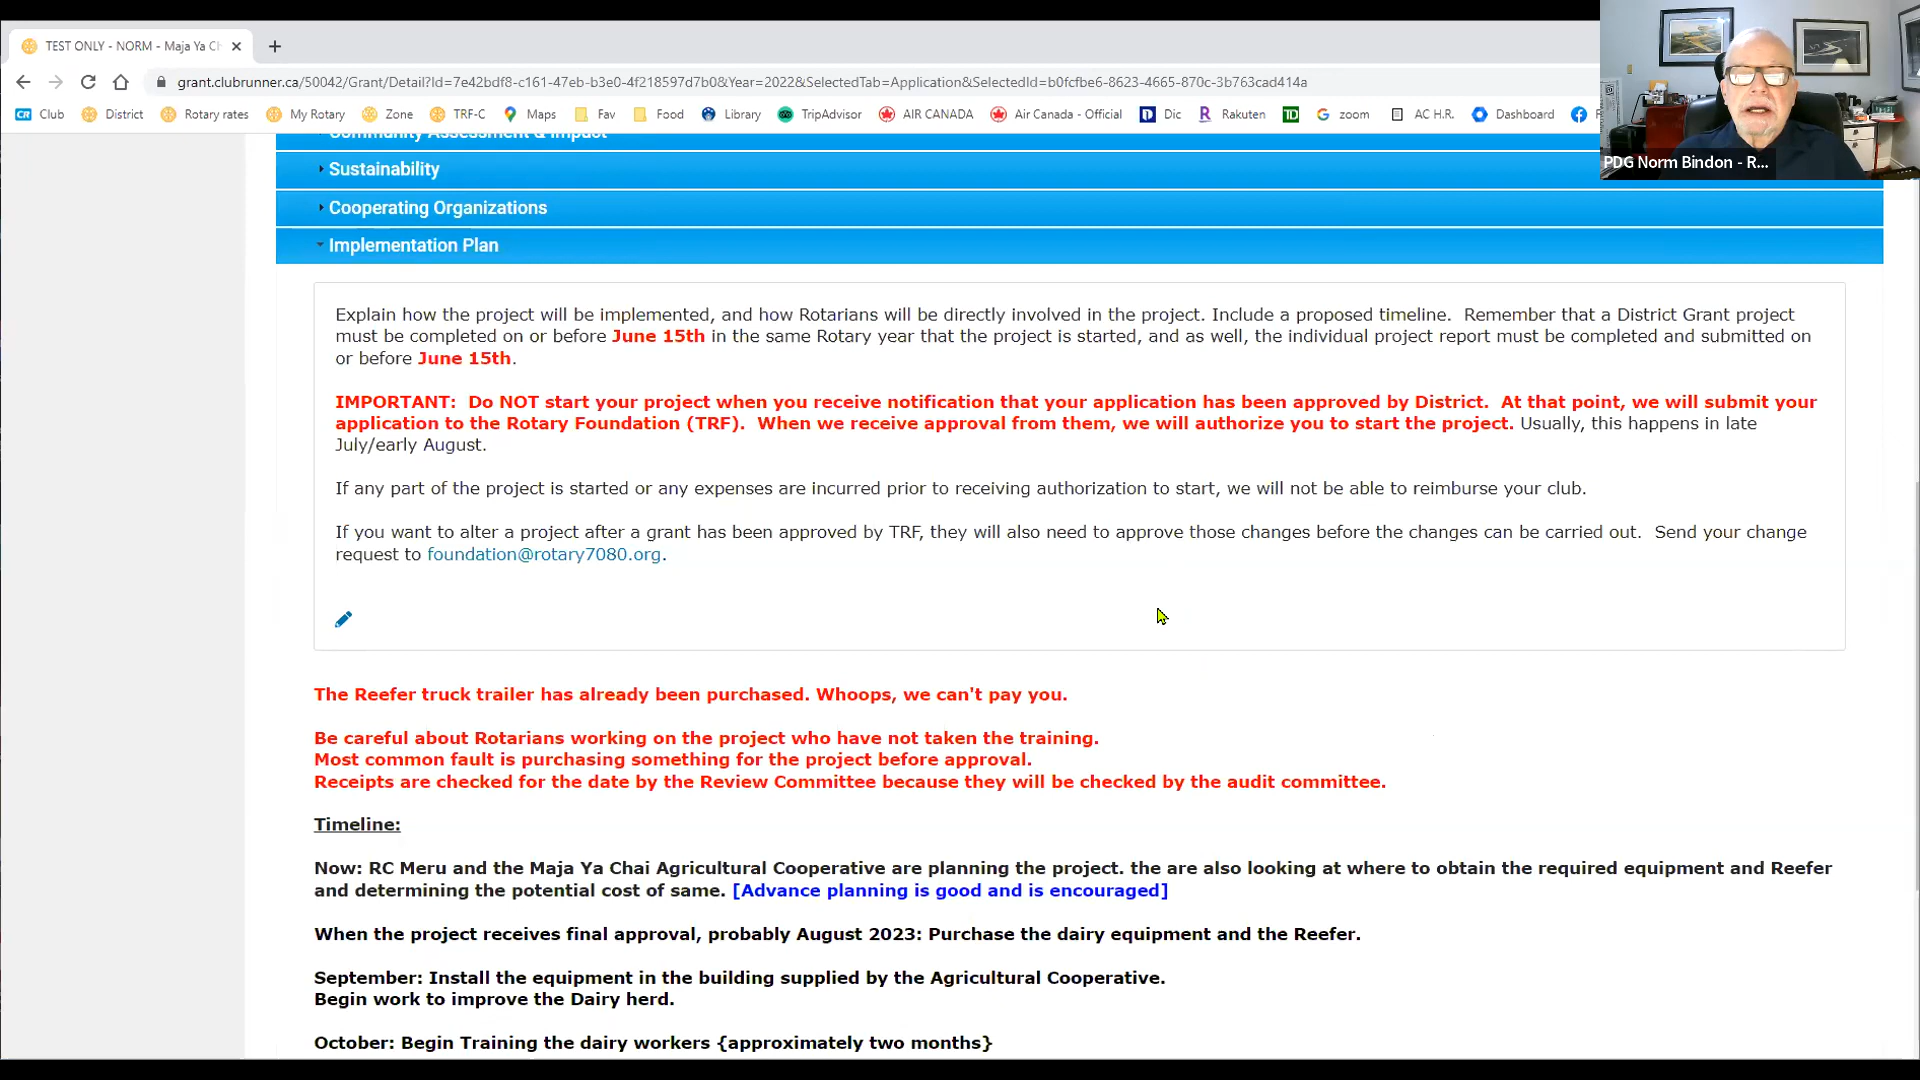 TEST ONLY - NORM - Maja Ya Ch
grant.clubrunner.ca/50042/Grant/Detail?Id=7e42bdf8-c161-47eb-b3e0-4f218597d7b0&Year=2022&SelectedTab=Application&SelectedId=b0fcfbe6-8623-4665-870c-3b763cad414a
CR Club District Rotary rates My Rotary Zone TRF-C Maps Fav Food Library TripAdvisor AIR CANADA Air Canada - Official Dic Rakuten zoom AC H.R. Dashboard
PDG Norm Bindon - R...
Community Assessment & Impact
Sustainability
Cooperating Organizations
Implementation Plan
Explain how the project will be implemented, and how Rotarians will be directly involved in the project. Include a proposed timeline. Remember that a District Grant project
must be completed on or before June 15th in the same Rotary year that the project is started, and as well, the individual project report must be completed and submitted on
or before June 15th.
IMPORTANT: Do NOT start your project when you receive notification that your application has been approved by District. At that point, we will submit your
application to the Rotary Foundation (TRF). When we receive approval from them, we will authorize you to start the project. Usually, this happens in late
July/early August.
If any part of the project is started or any expenses are incurred prior to receiving authorization to start, we will not be able to reimburse your club.
If you want to alter a project after a grant has been approved by TRF, they will also need to approve those changes before the changes can be carried out. Send your change
request to foundation@rotary7080.org.
The Reefer truck trailer has already been purchased. Whoops, we can't pay you.
Be careful about Rotarians working on the project who have not taken the training.
Most common fault is purchasing something for the project before approval.
Receipts are checked for the date by the Review Committee because they will be checked by the audit committee.
Timeline:
Now: RC Meru and the Maja Ya Chai Agricultural Cooperative are planning the project. the are also looking at where to obtain the required equipment and Reefer
and determining the potential cost of same. [Advance planning is good and is encouraged]
When the project receives final approval, probably August 2023: Purchase the dairy equipment and the Reefer.
September: Install the equipment in the building supplied by the Agricultural Cooperative.
Begin work to improve the Dairy herd.
October: Begin Training the dairy workers {approximately two months}